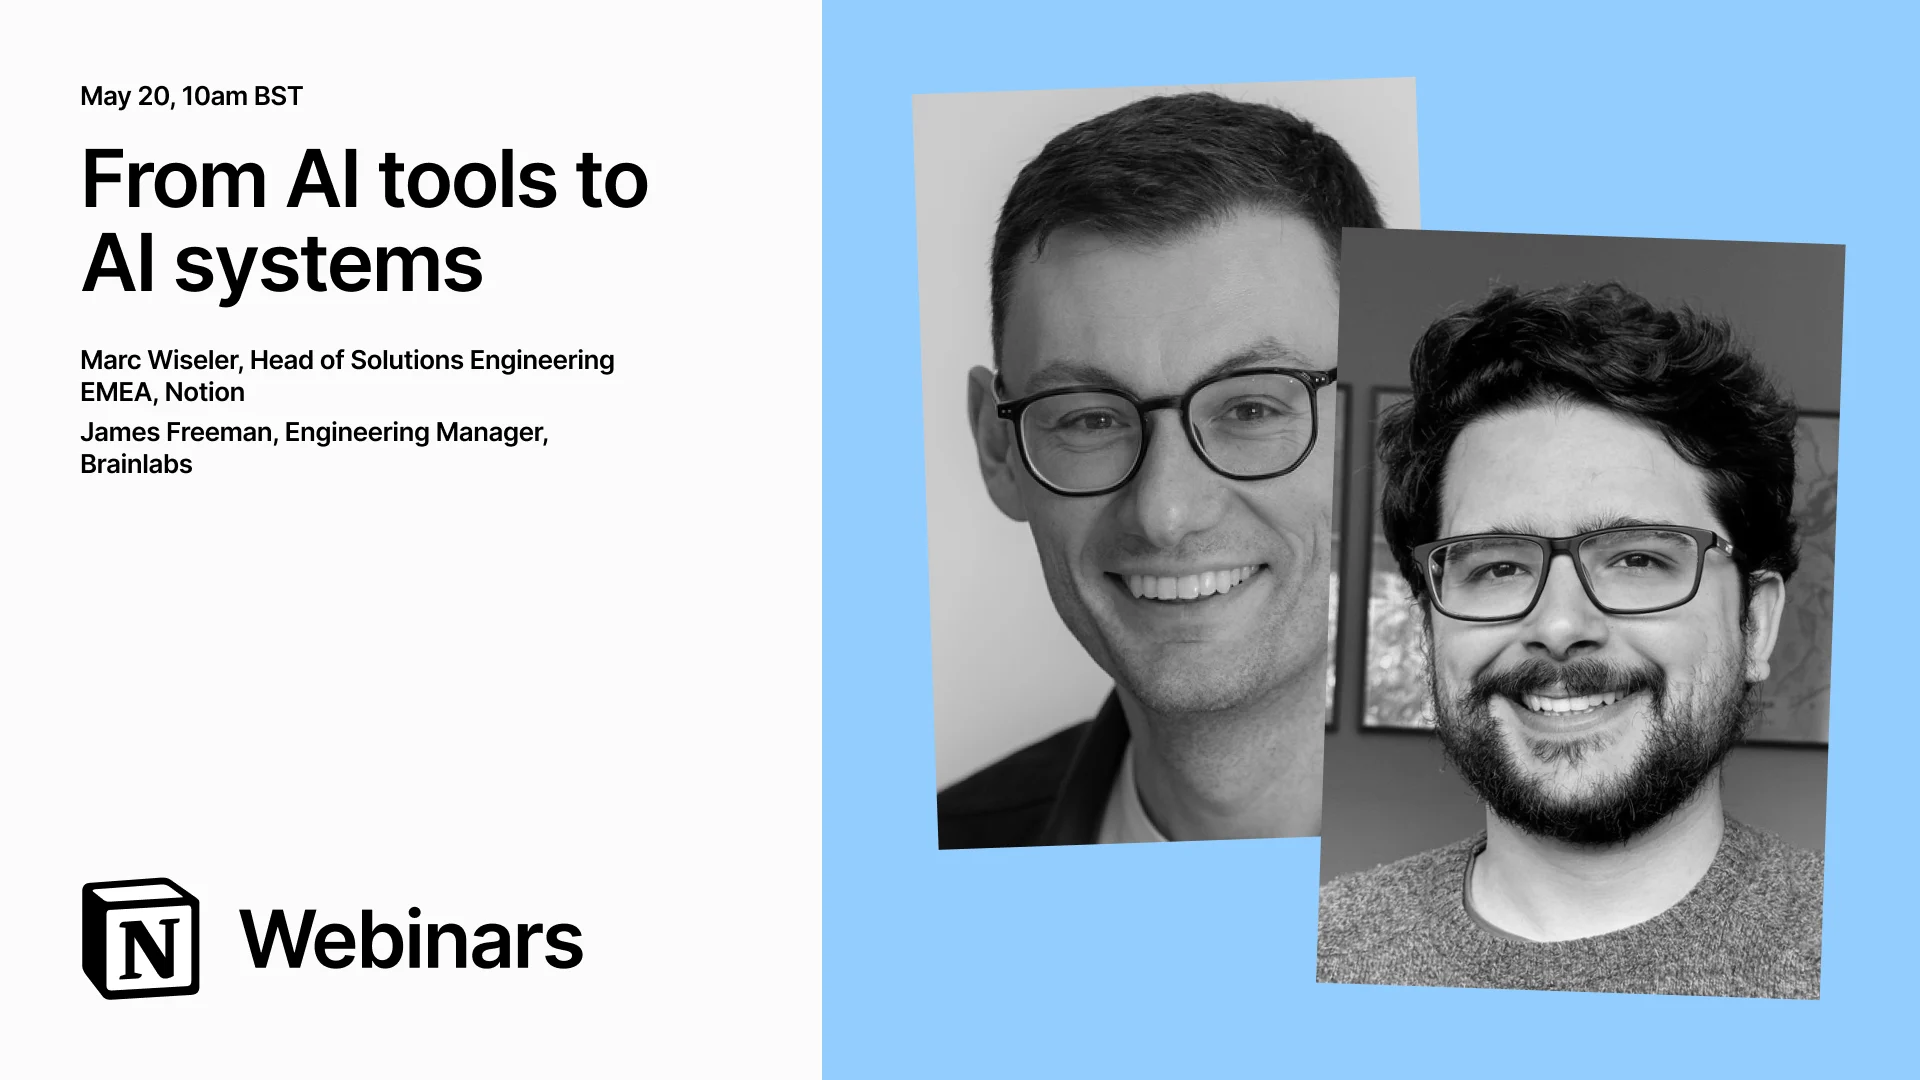 May 20, 10am BST
From AI tools to
AI systems
Marc Wiseler, Head of Solutions Engineering
EMEA, Notion
James Freeman, Engineering Manager,
Brainlabs
N Webinars